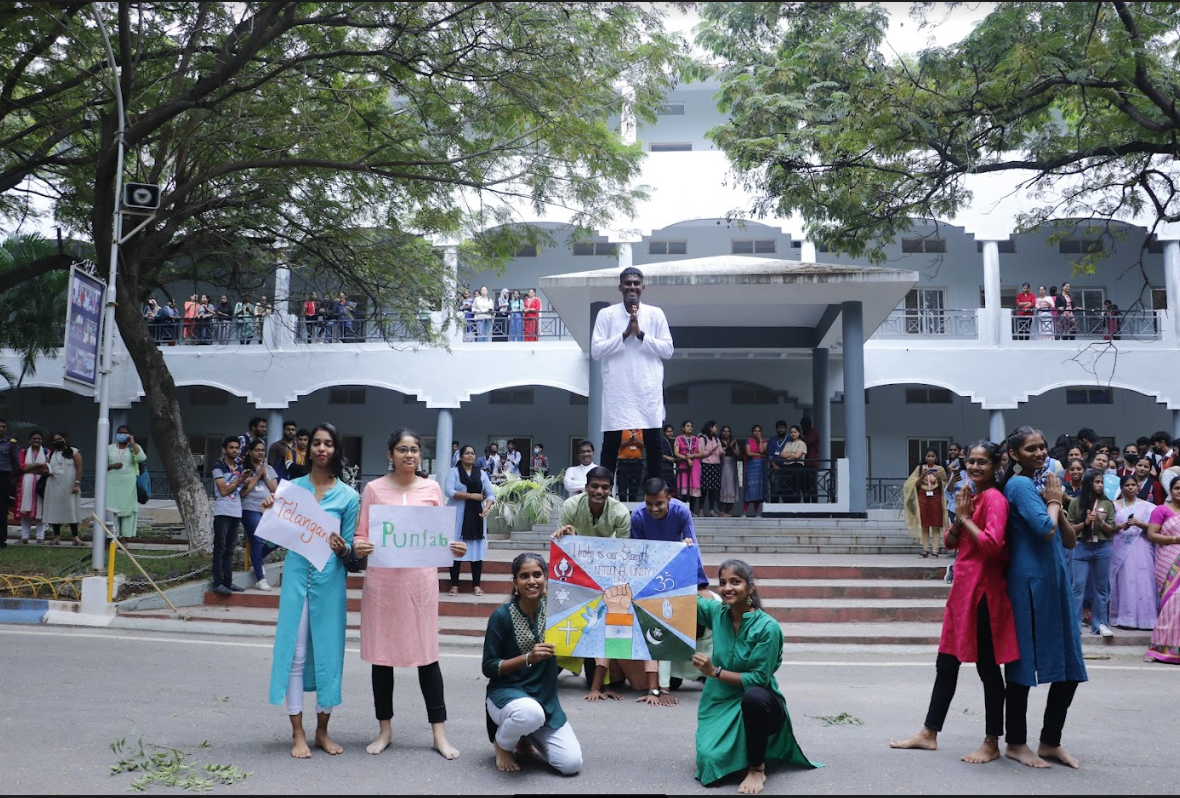 Telangana
Punjab
Unity is our Strength
NATIONAL UNITY